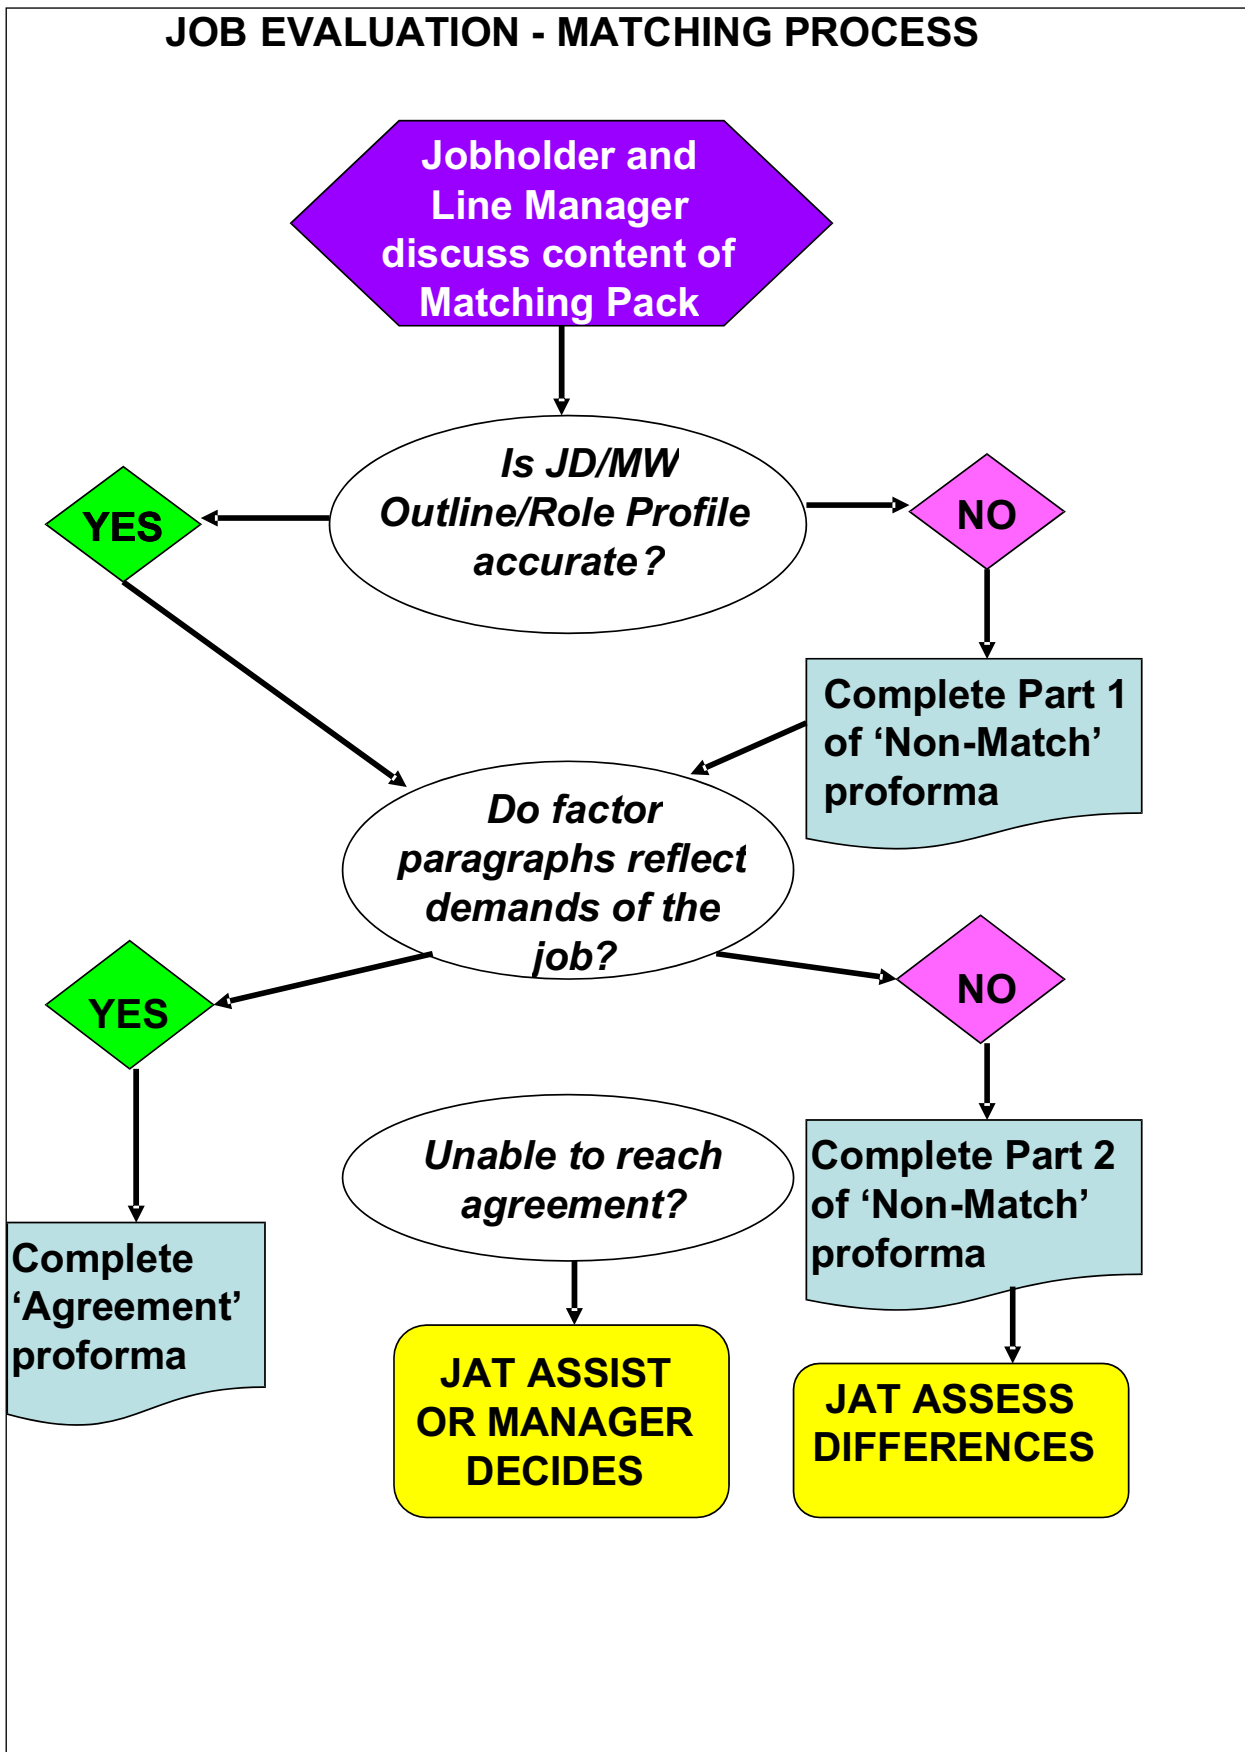 JOB EVALUATION - MATCHING PROCESS
Jobholder and
Line Manager
discuss content of
Matching Pack
Is JD/MW
Outline/Role Profile
accurate?
YES
NO
Complete Part 1
of ‘Non-Match’
proforma
Do factor
paragraphs reflect
demands of the
job?
YES
NO
Unable to reach
agreement?
Complete Part 2
of ‘Non-Match’
proforma
Complete
‘Agreement’
proforma
JAT ASSIST
OR MANAGER
DECIDES
JAT ASSESS
DIFFERENCES